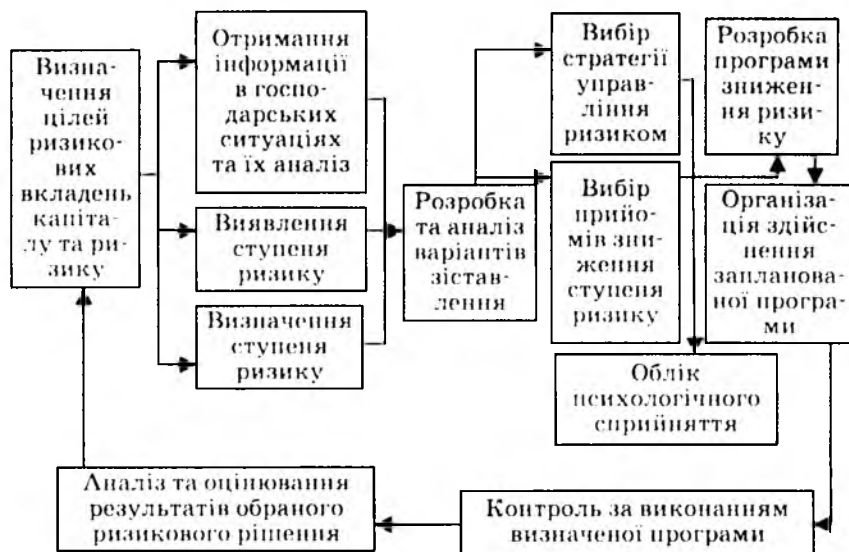 Визна-
чення
цілей
ризико-
вих
вкладень
капіта-
лу та ри-
зику
Отримання
інформації
в госпо-
дарських
ситуаціях
та їх аналіз
Виявлення
ступеня
ризику
Визначення
ступеня
ризику
Розробка
та аналіз
варіантів
зістав-
лення
Вибір
стратегії
управ-
ління
ризиком
Вибір
прийо-
мів зни-
ження
ступеня
ризику
Розробка
програми
знижен-
ня ризи-
ку
Організа-
ція здійс-
нення
запланова-
ної програ-
ми
Облік
психологічного
сприйняття
Аналіз та оцінювання
результатів обраного
ризикового рішення
Контроль за виконанням
визначеної програми